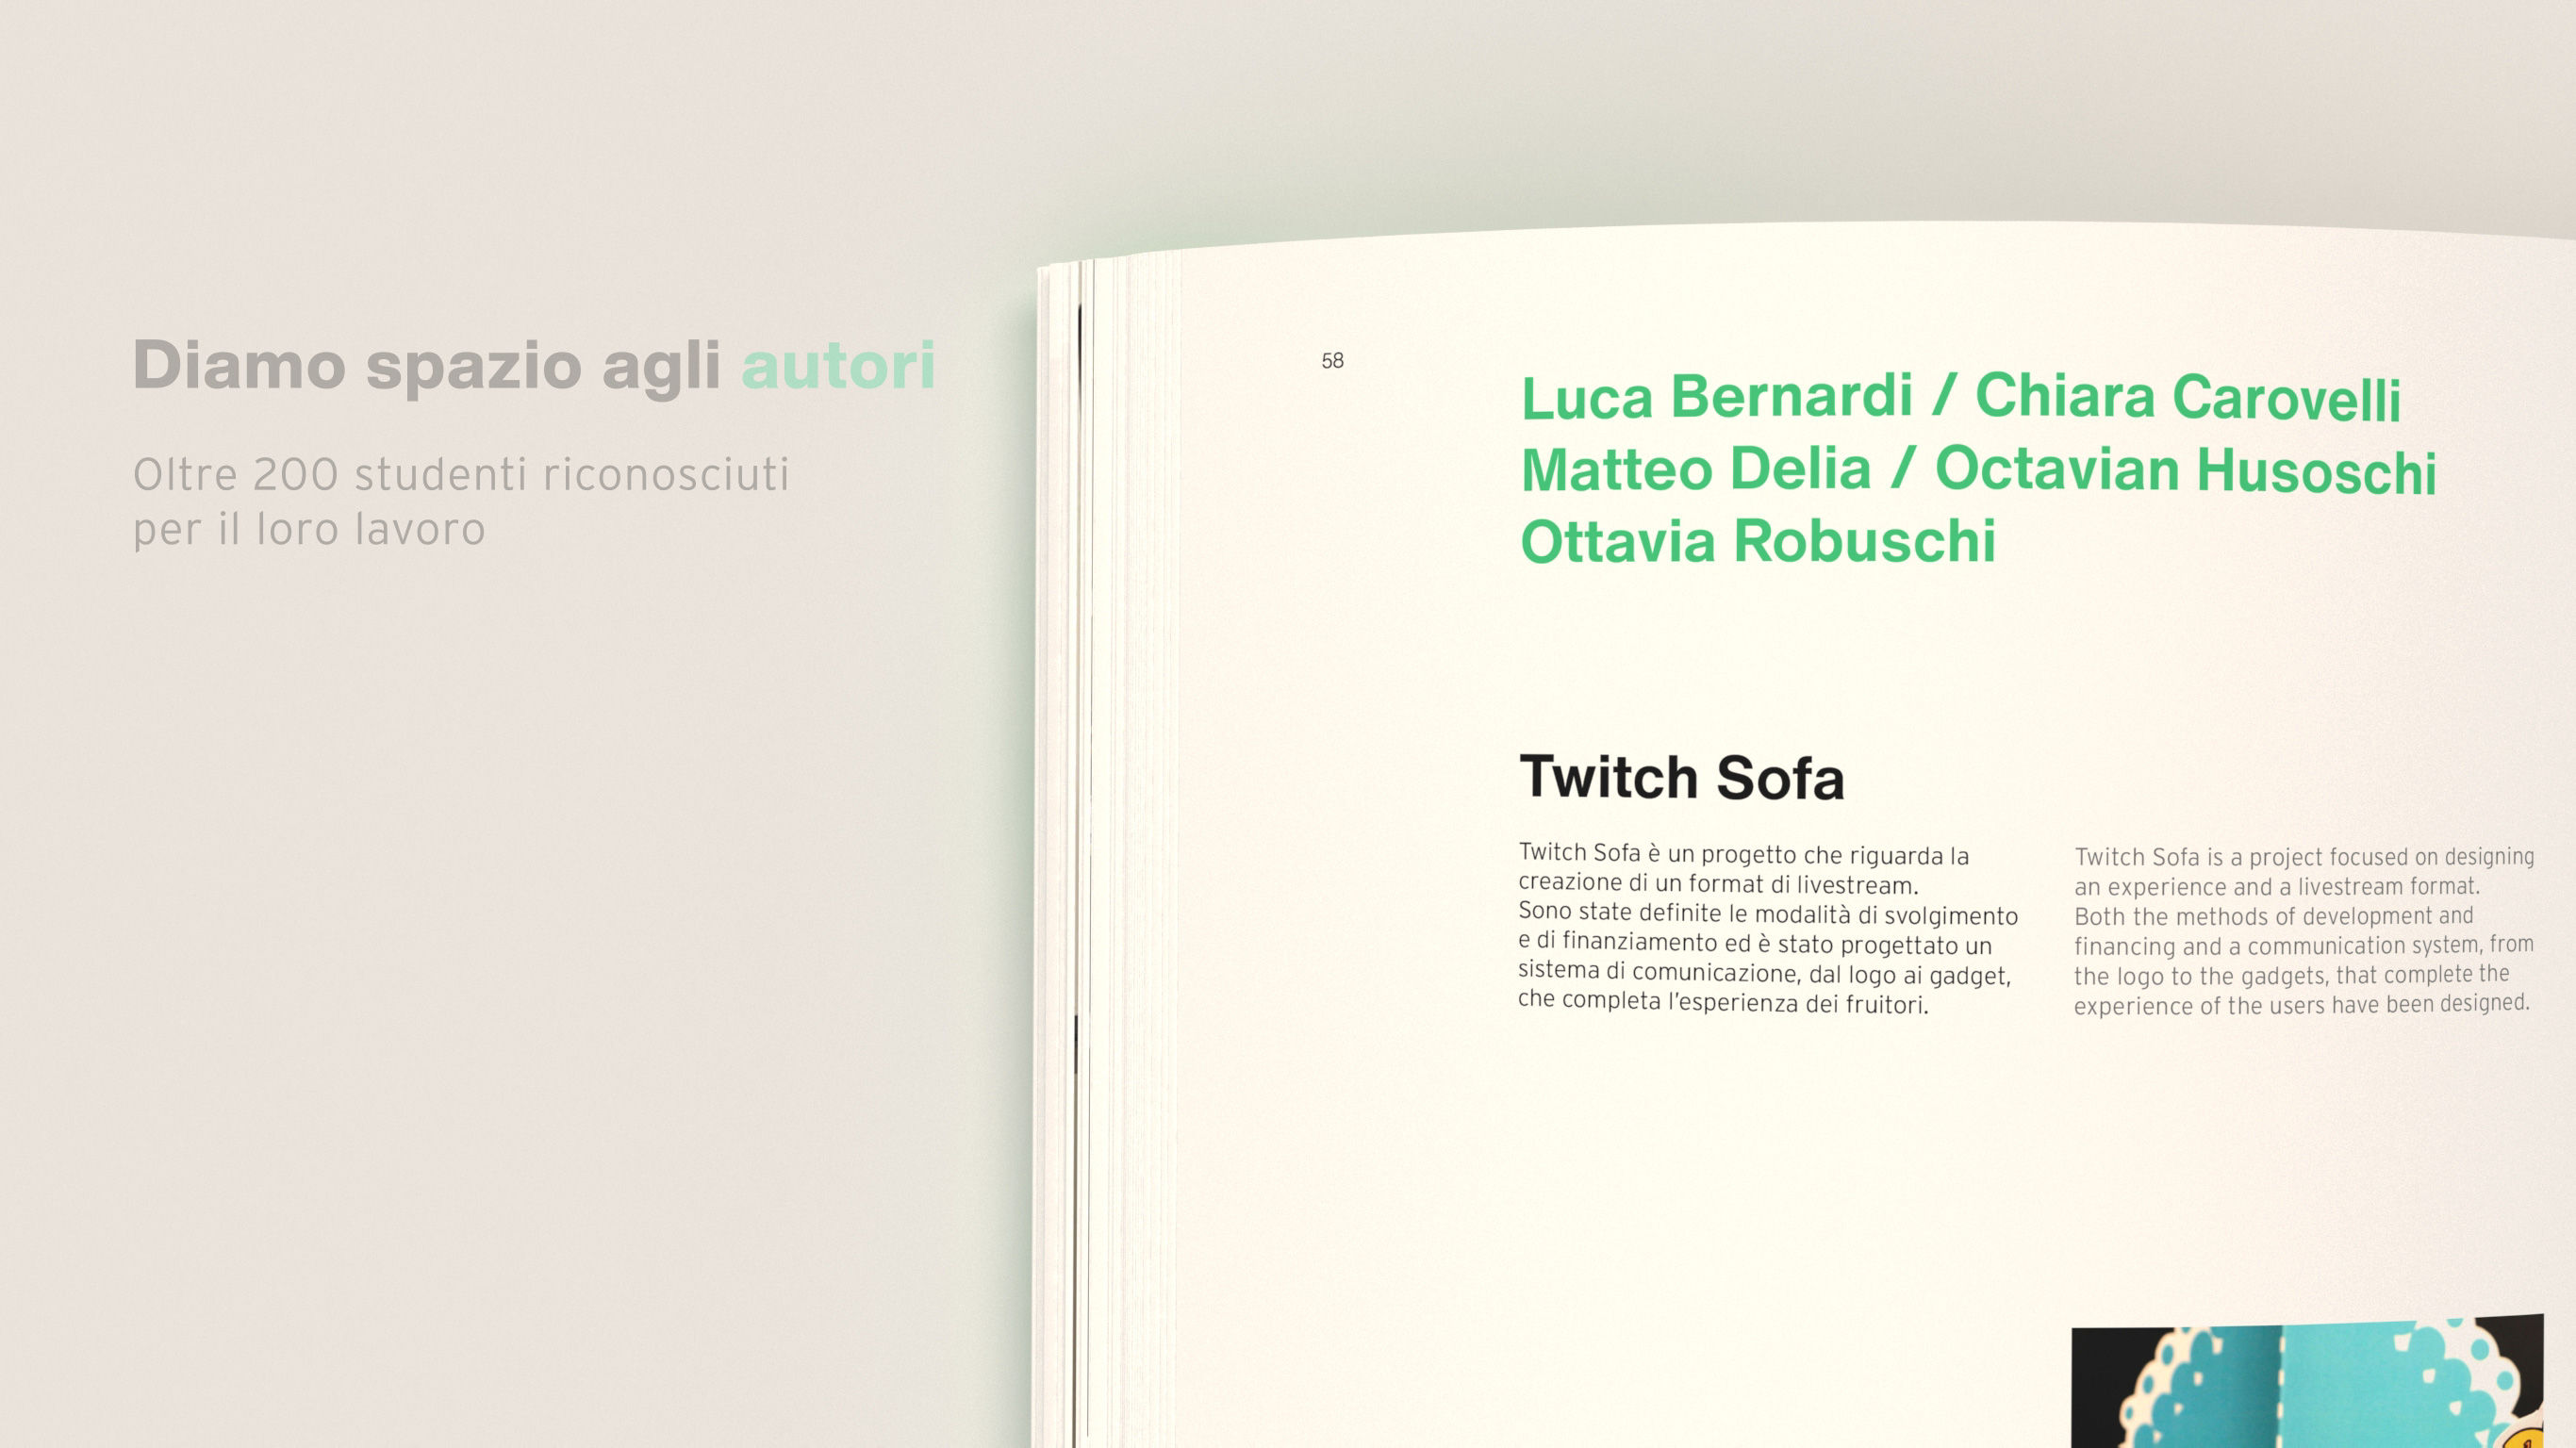 Diamo spazio agli autori
Oltre 200 studenti riconosciuti
per il loro lavoro
58
Luca Bernardi / Chiara Carovelli
Matteo Delia / Octavian Husoschi
Ottavia Robuschi
Twitch Sofa
Twitch Sofa è un progetto che riguarda la
creazione di un format di livestream.
Sono state definite le modalità di svolgimento
e di finanziamento ed è stato progettato un
sistema di comunicazione, dal logo ai gadget,
che completa l'esperienza dei fruitori.
Twitch Sofa is a project focused on designing
an experience and a livestream format.
Both the methods of development and
financing and a communication system, from
the logo to the gadgets, that complete the
experience of the users have been designed.